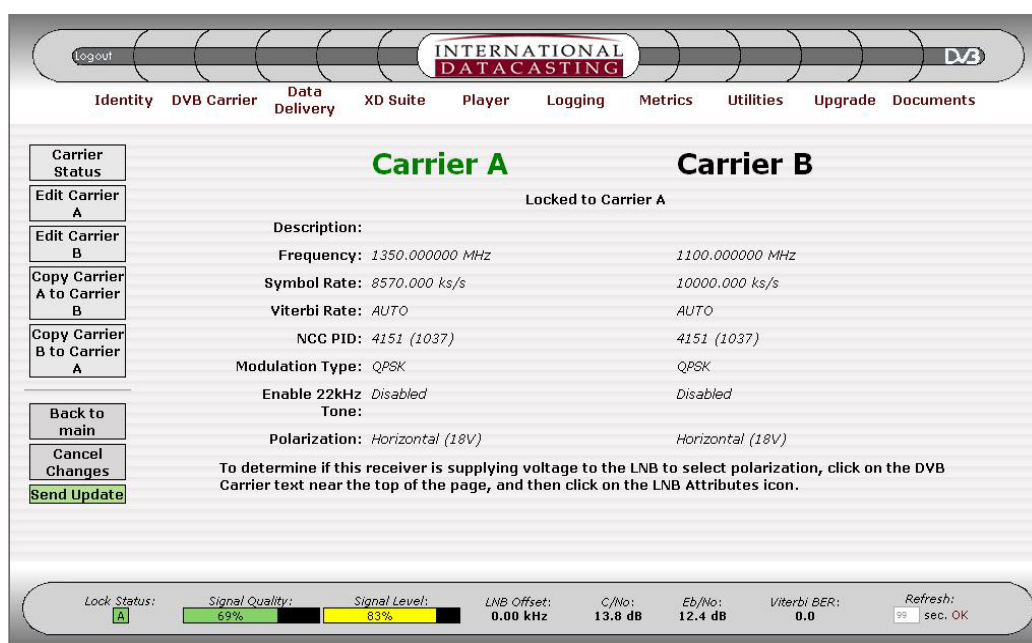 Logout
INTERNATIONAL
DATACASTING
DVB
Identity DVB Carrier Data Delivery XD Suite Player Logging Metrics Utilities Upgrade Documents
Carrier
Status
Edit Carrier
A
Edit Carrier
B
Copy Carrier
A to Carrier
B
Copy Carrier
B to Carrier
A
Back to
main
Cancel
Changes
Send Update
Carrier A Carrier B
Locked to Carrier A
Description:
Frequency: 1350.000000 MHz 1100.000000 MHz
Symbol Rate: 8570.000 ks/s 10000.000 ks/s
Viterbi Rate: AUTO AUTO
NCC PID: 4151 (1037) 4151 (1037)
Modulation Type: QPSK QPSK
Enable 22kHz Disabled Disabled
Tone:
Polarization: Horizontal (18V) Horizontal (18V)
To determine if this receiver is supplying voltage to the LNB to select polarization, click on the DVB
Carrier text near the top of the page, and then click on the LNB Attributes icon.
Lock Status: Signal Quality: Signal Level: LNB Offset: C/No: Eb/No: Viterbi BER: Refresh:
A 69% 83% 0.00 kHz 13.8 dB 12.4 dB 0.0 99 sec. OK